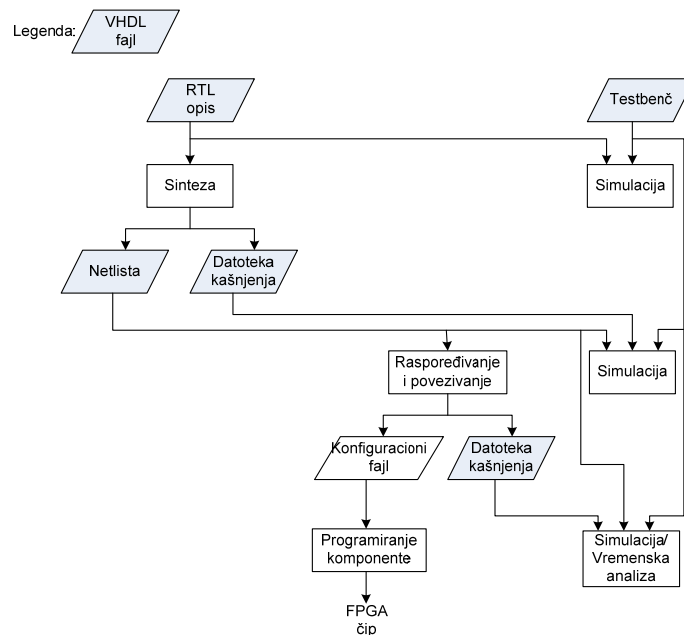 Legenda:
VHDL
fajl
RTL
opis
Testbenč
Sinteza
Simulacija
Netlista
Datoteka
kašnjenja
Raspoređivanje
i povezivanje
Simulacija
Konfiguracioni
fajl
Datoteka
kašnjenja
Programiranje
komponente
Simulacija/
Vremenska
analiza
FPGA
čip